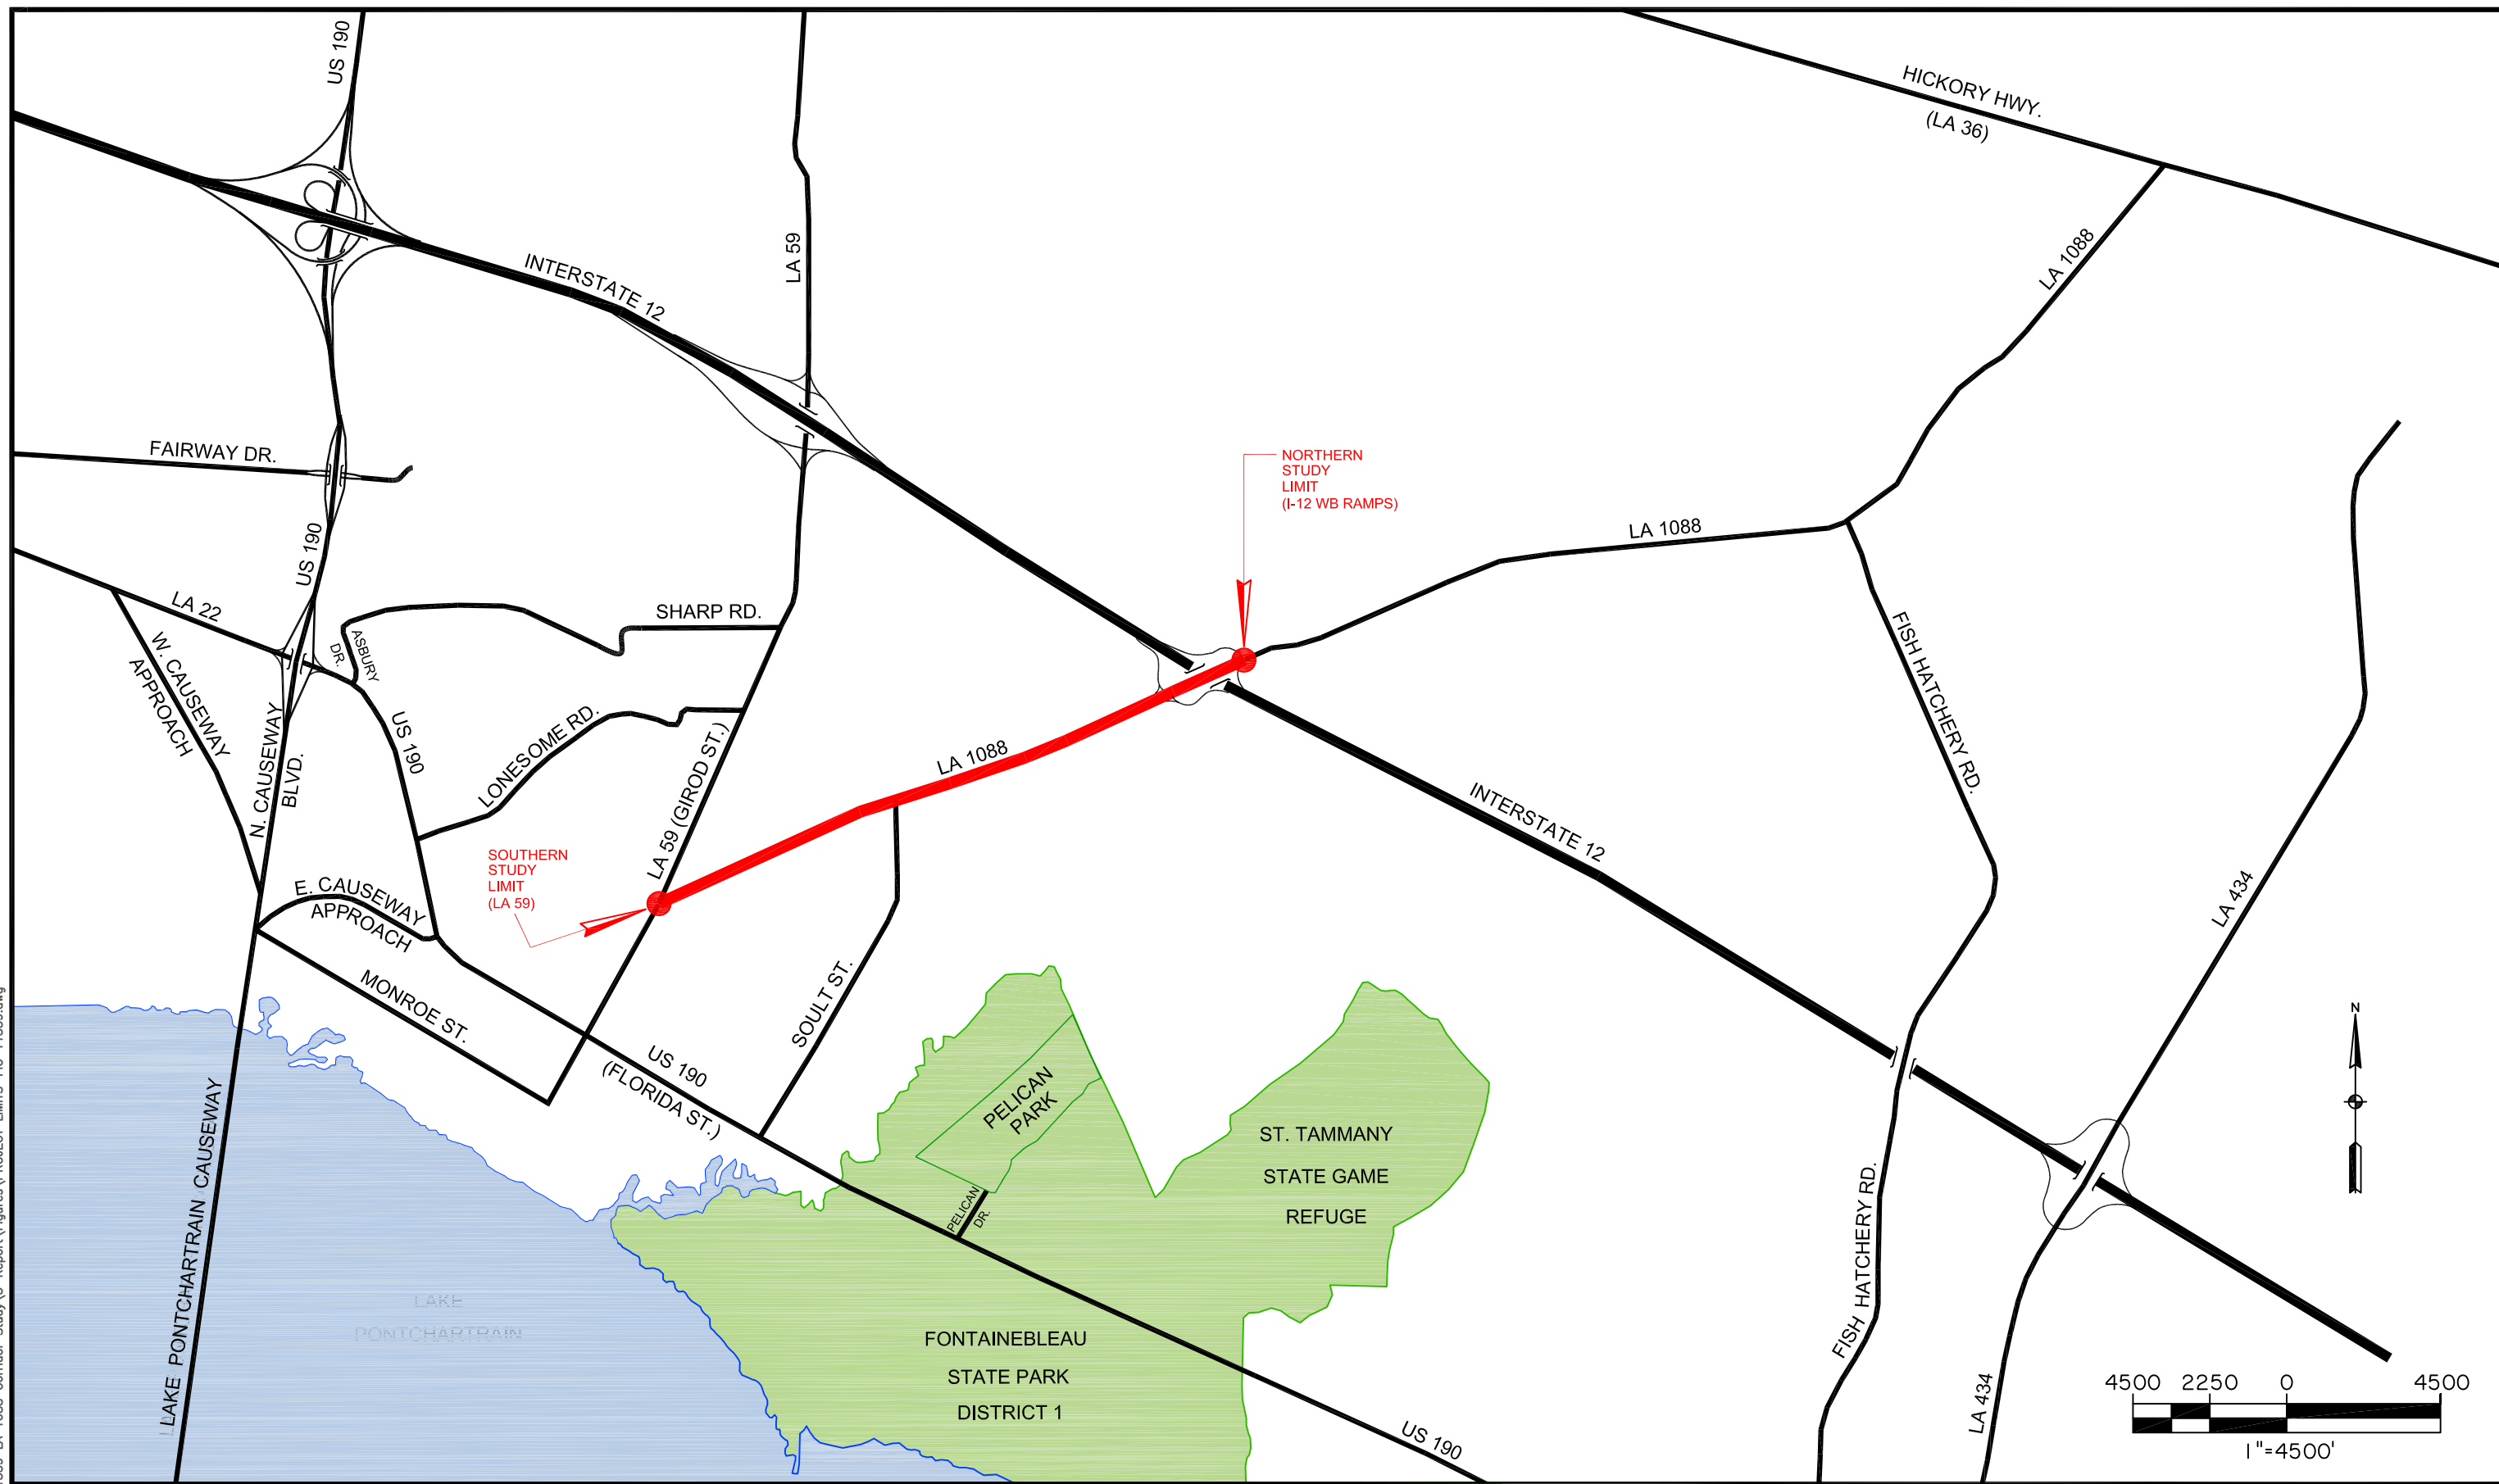 US 190
HICKORY HWY.
(LA 36)
LA 59
INTERSTATE 12
LA 1088
FAIRWAY DR.
NORTHERN
STUDY
LIMIT
(I-12 WB RAMPS)
US 190
LA 1088
LA 22
SHARP RD.
ASBURY
DR.
FISH HATCHERY RD.
W. CAUSEWAY
APPROACH
US 190
LONESOME RD.
N. CAUSEWAY
BLVD.
LA 59 (GIROD ST.)
LA 1088
INTERSTATE 12
SOUTHERN
STUDY
LIMIT
(LA 59)
E. CAUSEWAY
APPROACH
LA 434
MONROE ST.
SOULT ST.
US 190
(FLORIDA ST.)
PELICAN
PARK
N
ST. TAMMANY
STATE GAME
REFUGE
PELICAN
DR.
LAKE PONTCHARTRAIN CAUSEWAY
LAKE
PONTCHARTRAIN
FISH HATCHERY RD.
FONTAINEBLEAU
STATE PARK
DISTRICT 1
US 190
LA 434
4500 2250 0 4500
1"=4500'